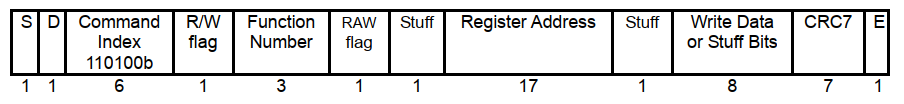 S D Command Index 110100b R/W flag Function Number RAW flag Stuff Register Address Stuff Write Data or Stuff Bits CRC7 E
1 1 6 1 3 1 1 17 1 8 7 1